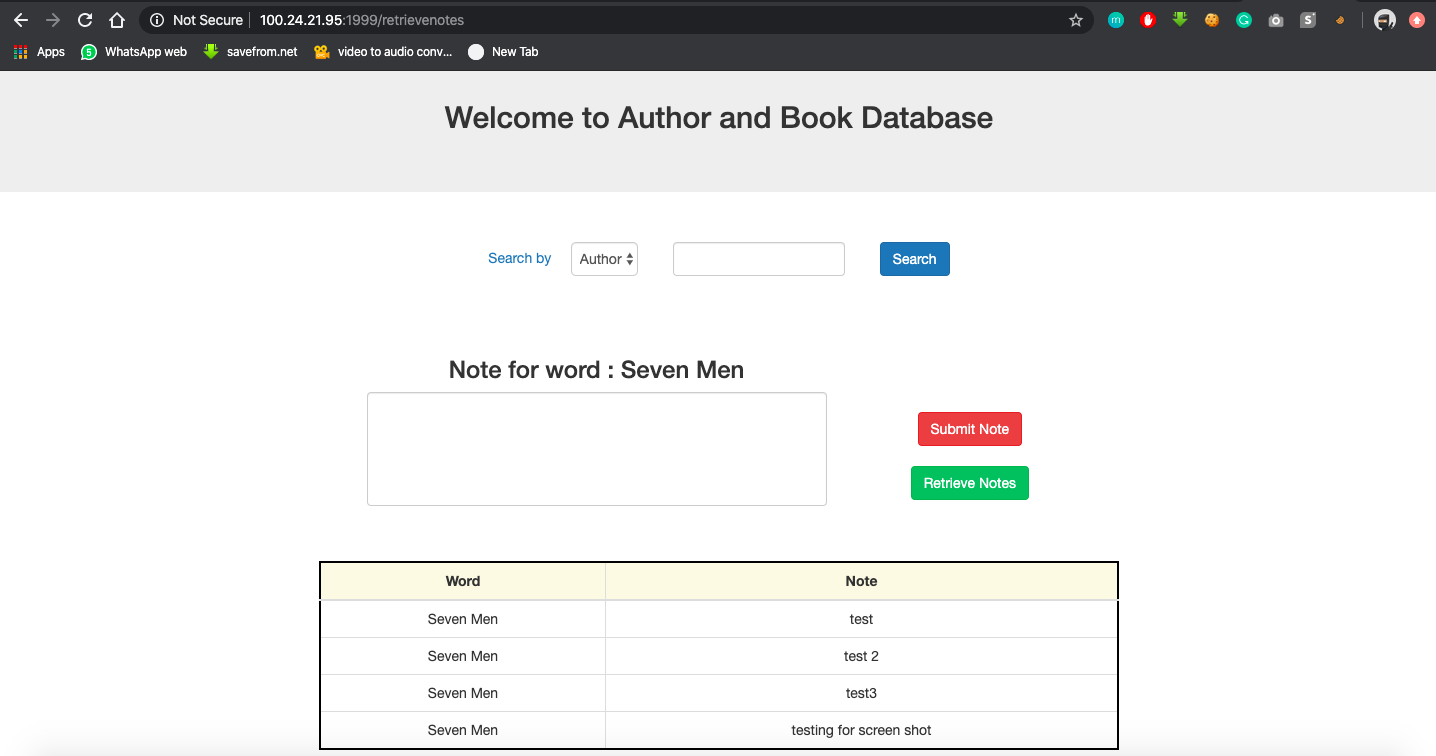 Not Secure 100.24.21.95:1999/retrievenotes
Apps 5 WhatsApp web savefrom.net video to audio conv... New Tab
Welcome to Author and Book Database
Search by Author Search
Note for word : Seven Men
Submit Note
Retrieve Notes
Word Note
Seven Men test
Seven Men test 2
Seven Men test3
Seven Men testing for screen shot